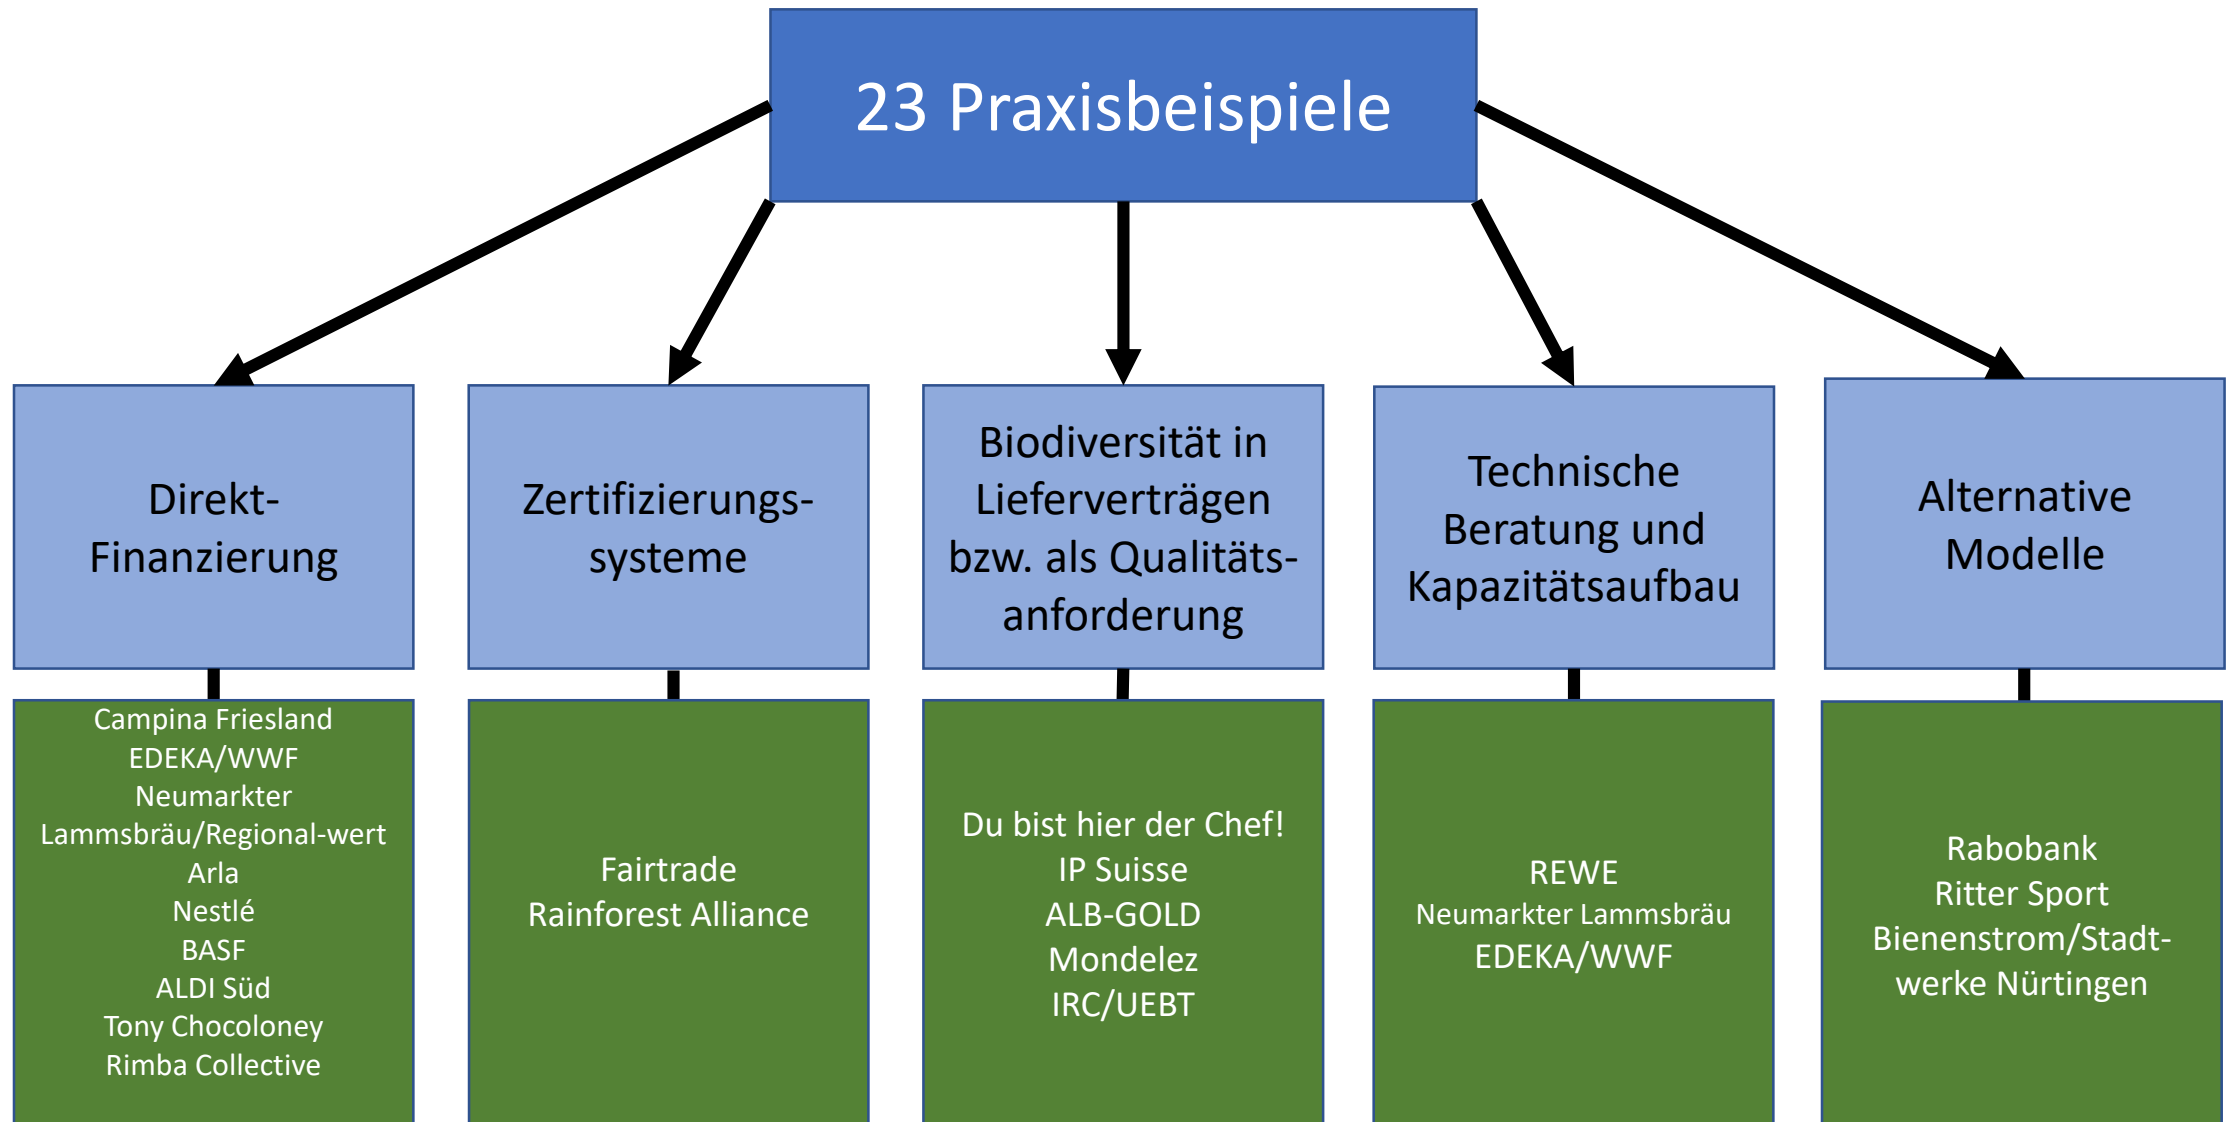 23 Praxisbeispiele
Direkt-
Finanzierung
Zertifizierungs-
systeme
Biodiversität in
Lieferverträgen
bzw. als Qualitäts-
anforderung
Technische
Beratung und
Kapazitätsaufbau
Alternative
Modelle
Campina Friesland
EDEKA/WWF
Neumarkter
Lammsbräu/Regional-wert
Arla
Nestlé
BASF
ALDI Süd
Tony Chocoloney
Rimba Collective
Fairtrade
Rainforest Alliance
Du bist hier der Chef!
IP Suisse
ALB-GOLD
Mondelez
IRC/UEBT
REWE
Neumarkter Lammsbräu
EDEKA/WWF
Rabobank
Ritter Sport
Bienenstrom/Stadt-
werke Nürtingen